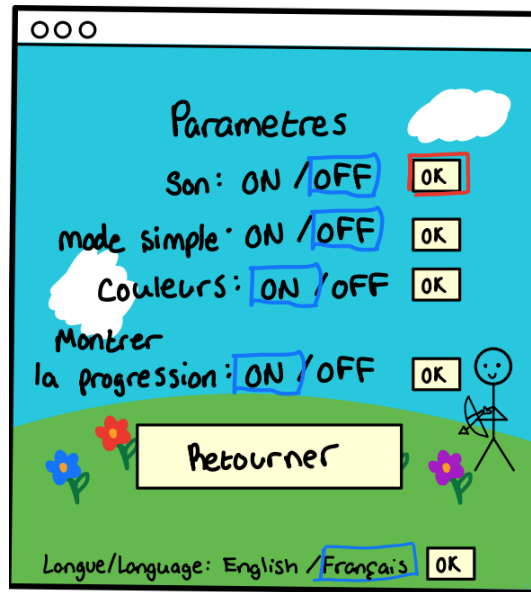 Parametres
Son: ON / OFF OK
mode simple: ON / OFF OK
Couleurs: ON / OFF OK
Montrer
la progression: ON / OFF OK
Retourner
Langue/Language: English / Français OK